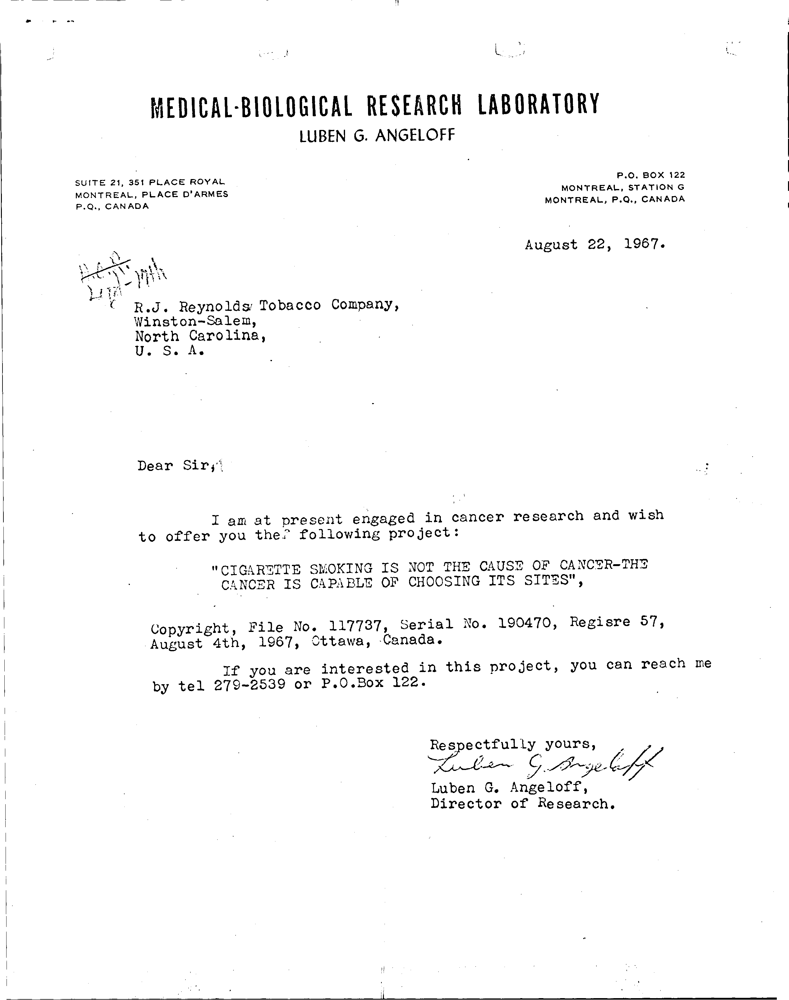 MEDICAL-BIOLOGICAL RESEARCH LABORATORY
LUBEN G. ANGELOFF
SUITE 21, 351 PLACE ROYAL
MONTREAL, PLACE D'ARMES
P.Q., CANADA
P.O. BOX 122
MONTREAL, STATION G
MONTREAL, P.Q., CANADA
August 22, 1967.
R.J. Reynolds Tobacco Company,
Winston-Salem,
North Carolina,
U. S. A.
Dear Sir,
I am at present engaged in cancer research and wish
to offer you the following project:
"CIGARETTE SMOKING IS NOT THE CAUSE OF CANCER-THE
CANCER IS CAPABLE OF CHOOSING ITS SITES",
Copyright, File No. 117737, Serial No. 190470, Regisre 57,
August 4th, 1967, Ottawa, Canada.
If you are interested in this project, you can reach me
by tel 279-2539 or P.O.Box 122.
Respectfully yours,
Luben G. Angeloff
Luben G. Angeloff,
Director of Research.